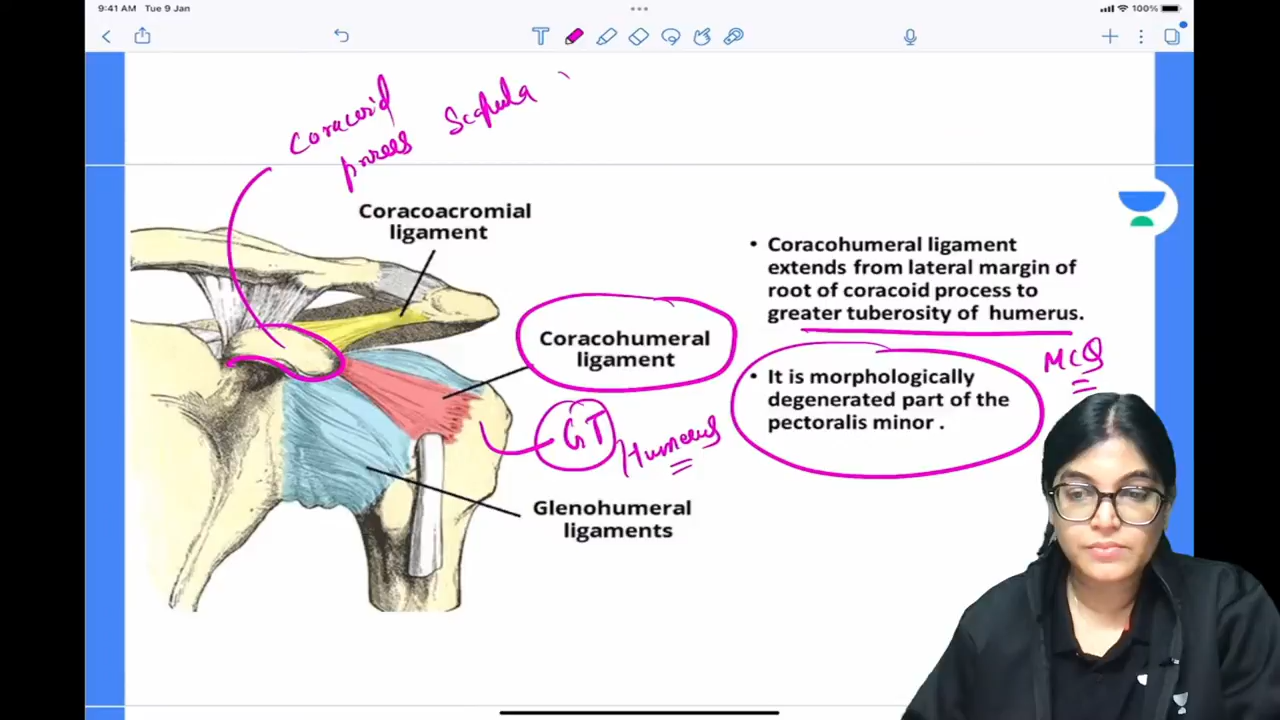 9:41 AM Tue 9 Jan
100%
Coracoid
process Scapula
Coracoacromial
ligament
Coracohumeral
ligament
GT
Humerus
Glenohumeral
ligaments
• Coracohumeral ligament
extends from lateral margin of
root of coracoid process to
greater tuberosity of humerus.
MCQ
• It is morphologically
degenerated part of the
pectoralis minor .